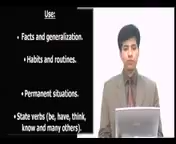 Use:
• Facts and generalization.
• Habits and routines.
• Permanent situations.
• State verbs (be, have, think,
know and many others).